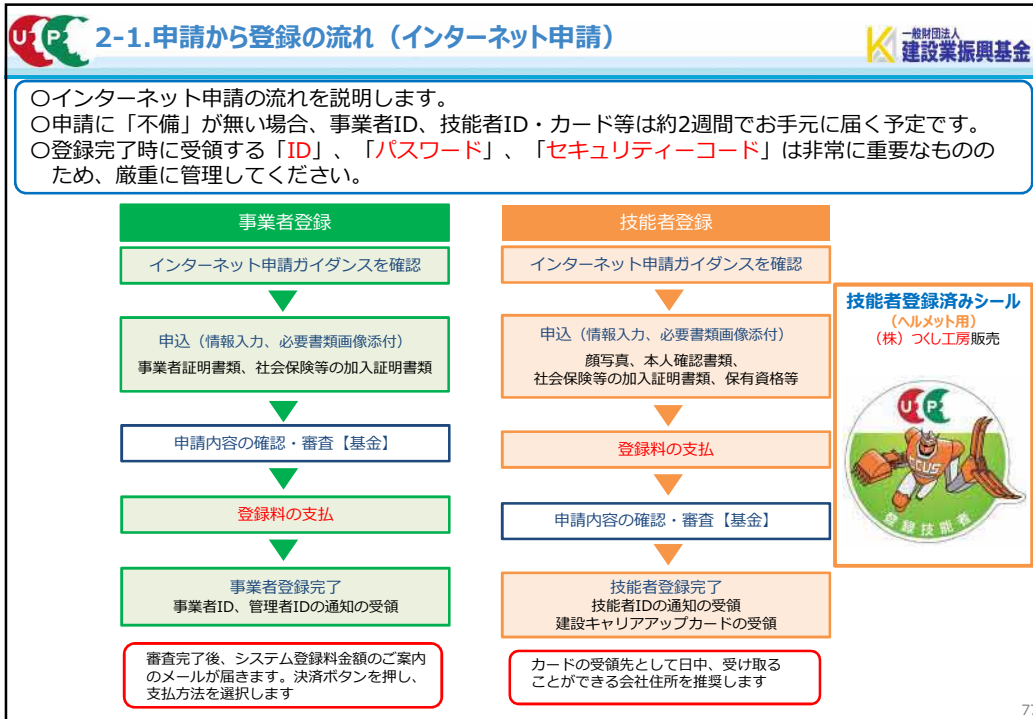 2-1.申請から登録の流れ（インターネット申請）
一般財団法人
建設業振興基金
〇インターネット申請の流れを説明します。
〇申請に「不備」が無い場合、事業者ID、技能者ID・カード等は約2週間でお手元に届く予定です。
〇登録完了時に受領する「ID」、「パスワード」、「セキュリティーコード」は非常に重要なものの
ため、厳重に管理してください。
事業者登録
インターネット申請ガイダンスを確認
申込（情報入力、必要書類画像添付）
事業者証明書類、社会保険等の加入証明書類
申請内容の確認・審査【基金】
登録料の支払
事業者登録完了
事業者ID、管理者IDの通知の受領
審査完了後、システム登録料金額のご案内
のメールが届きます。決済ボタンを押し、
支払方法を選択します
技能者登録
インターネット申請ガイダンスを確認
申込（情報入力、必要書類画像添付）
顔写真、本人確認書類、
社会保険等の加入証明書類、保有資格等
登録料の支払
申請内容の確認・審査【基金】
技能者登録完了
技能者IDの通知の受領
建設キャリアアップカードの受領
カードの受領先として日中、受け取る
ことができる会社住所を推奨します
技能者登録済みシール
（ヘルメット用）
（株）つくし工房販売
CCUS
登録技能者